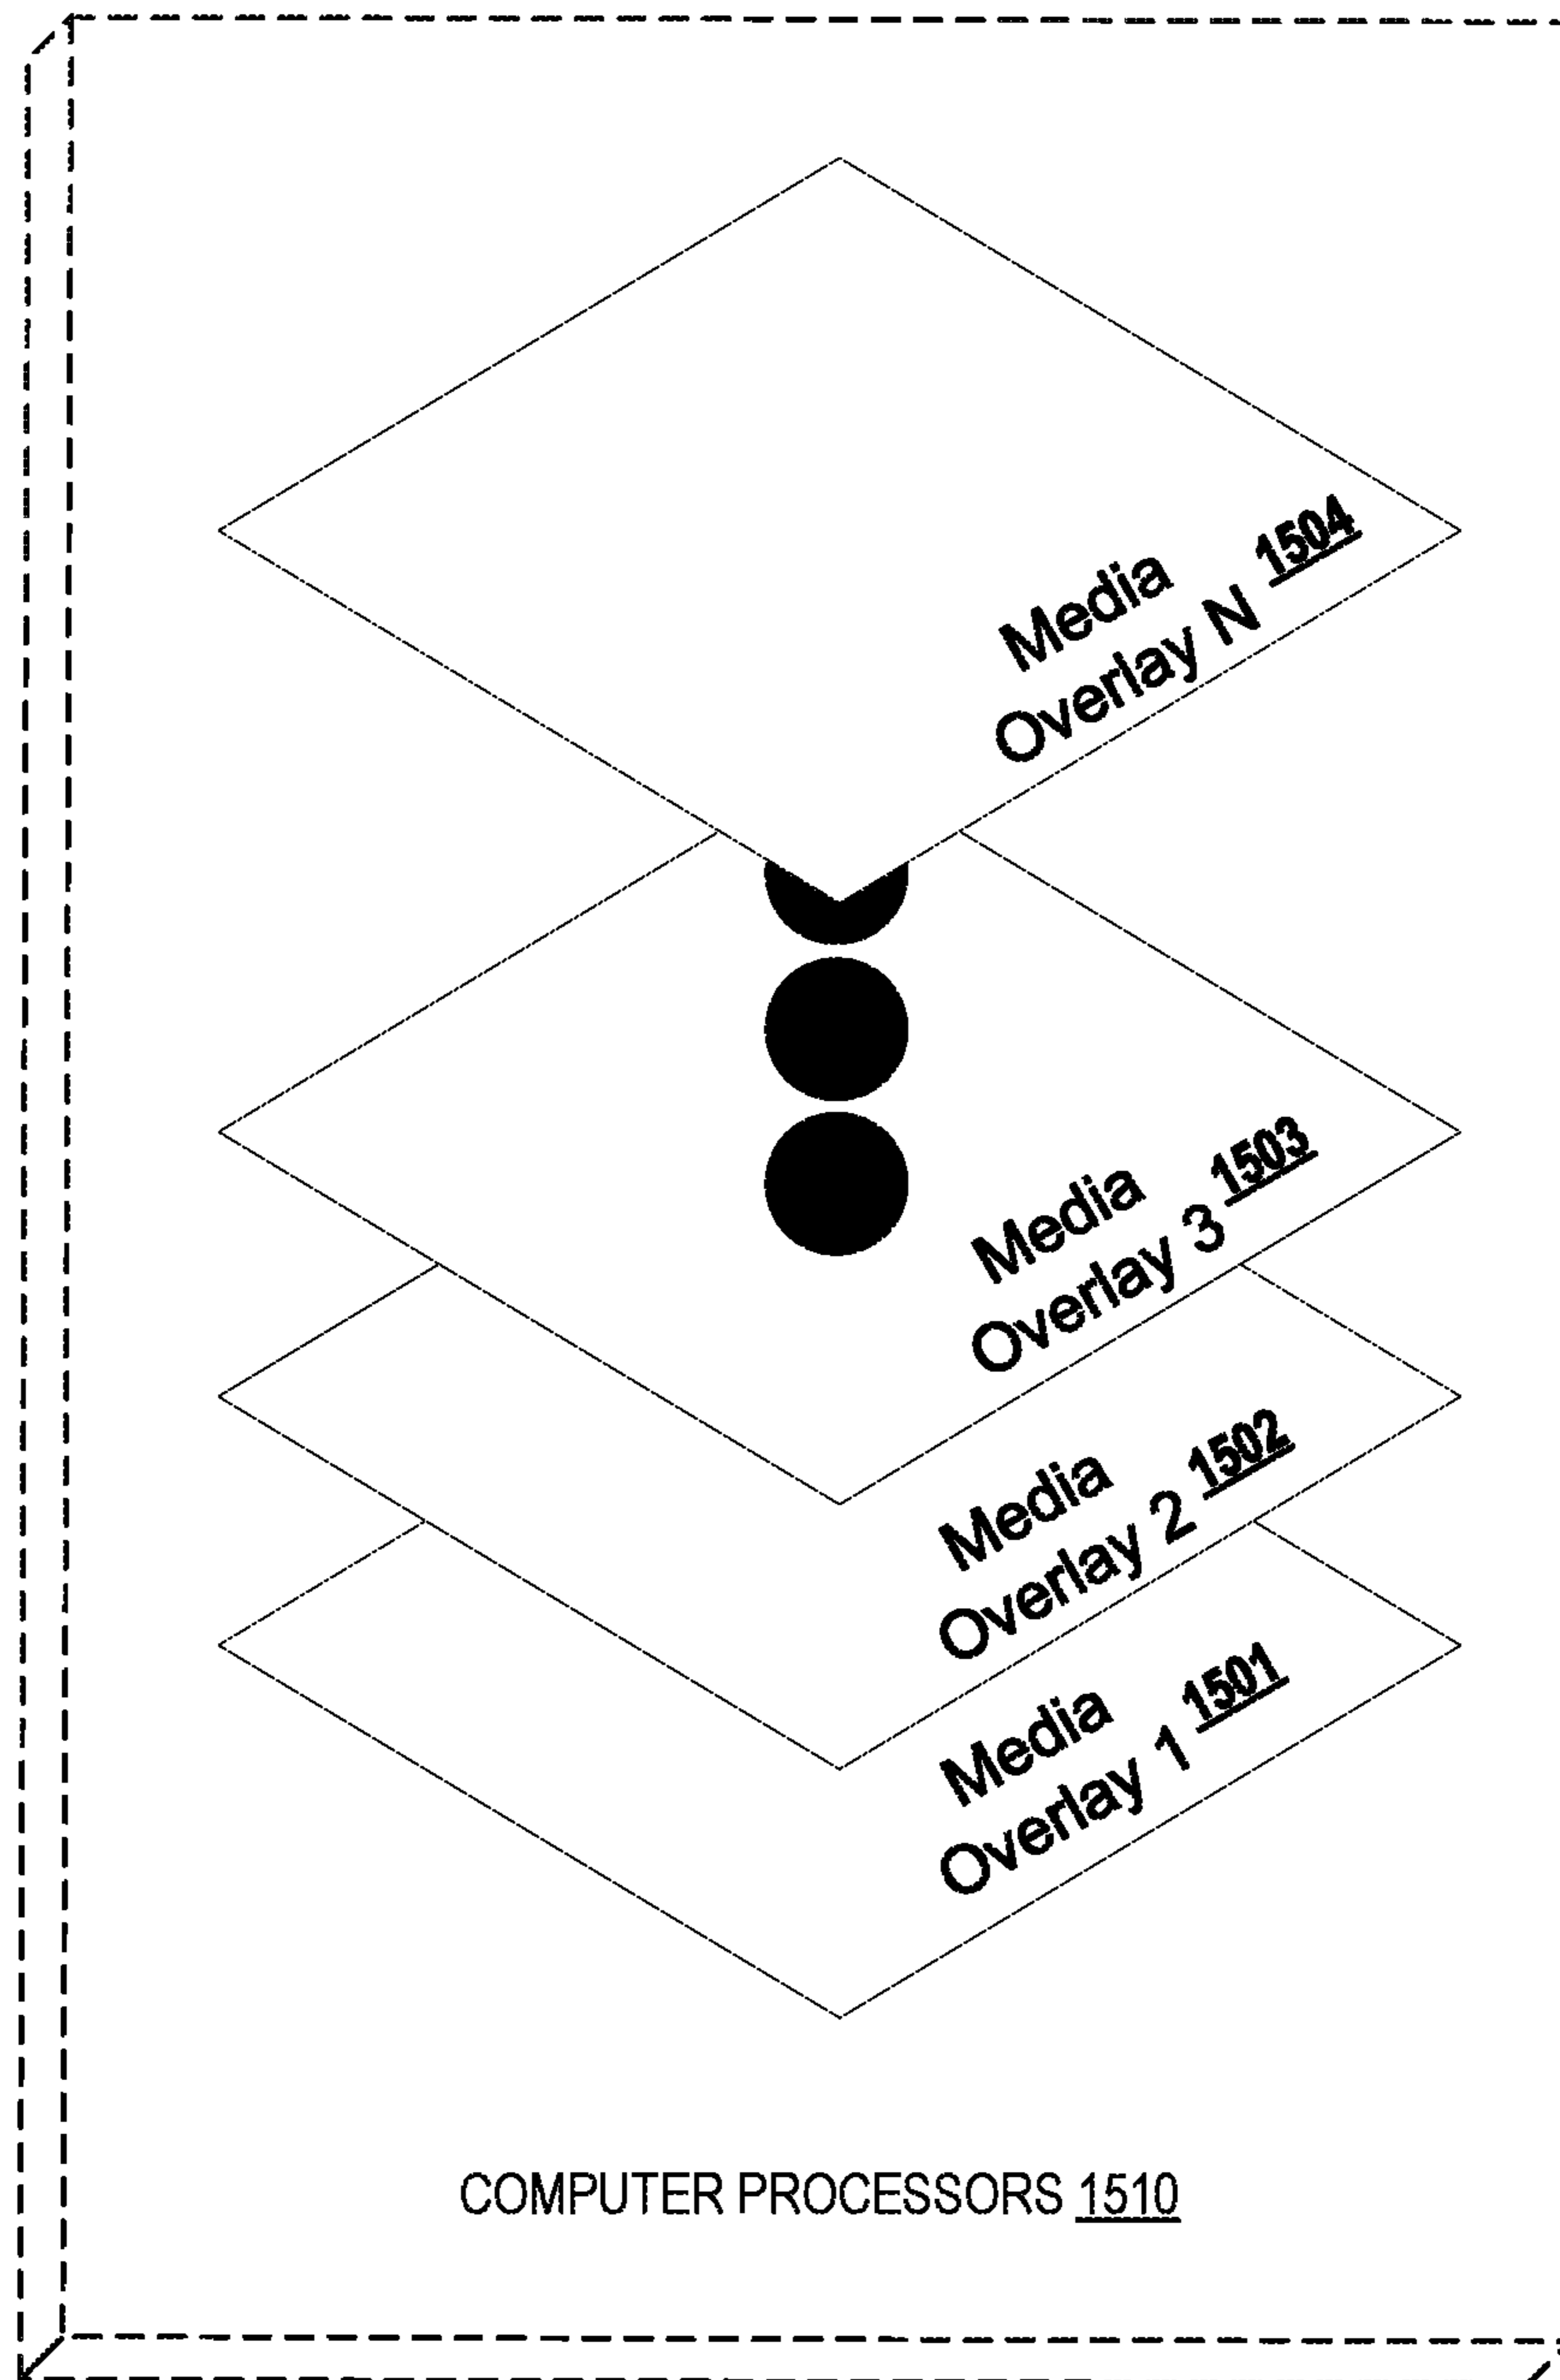 Media
Overlay N 1504
Media
Overlay 3 1503
Media
Overlay 2 1502
Media
Overlay 1 1501
COMPUTER PROCESSORS 1510